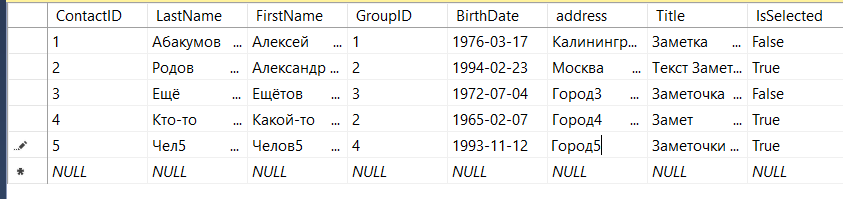 ContactID LastName FirstName GroupID BirthDate address Title IsSelected
1 Абакумов ... Алексей ... 1 1976-03-17 Калинингр... Заметка ... False
2 Родов ... Александр ... 2 1994-02-23 Москва ... Текст Замет... True
3 Ещё ... Ещётов ... 3 1972-07-04 Город3 ... Заметочка ... False
4 Кто-то ... Какой-то ... 2 1965-02-07 Город4 ... Замет ... True
5 Чел5 ... Челов5 ... 4 1993-11-12 Город5 Заметочки ... True
NULL NULL NULL NULL NULL NULL NULL NULL